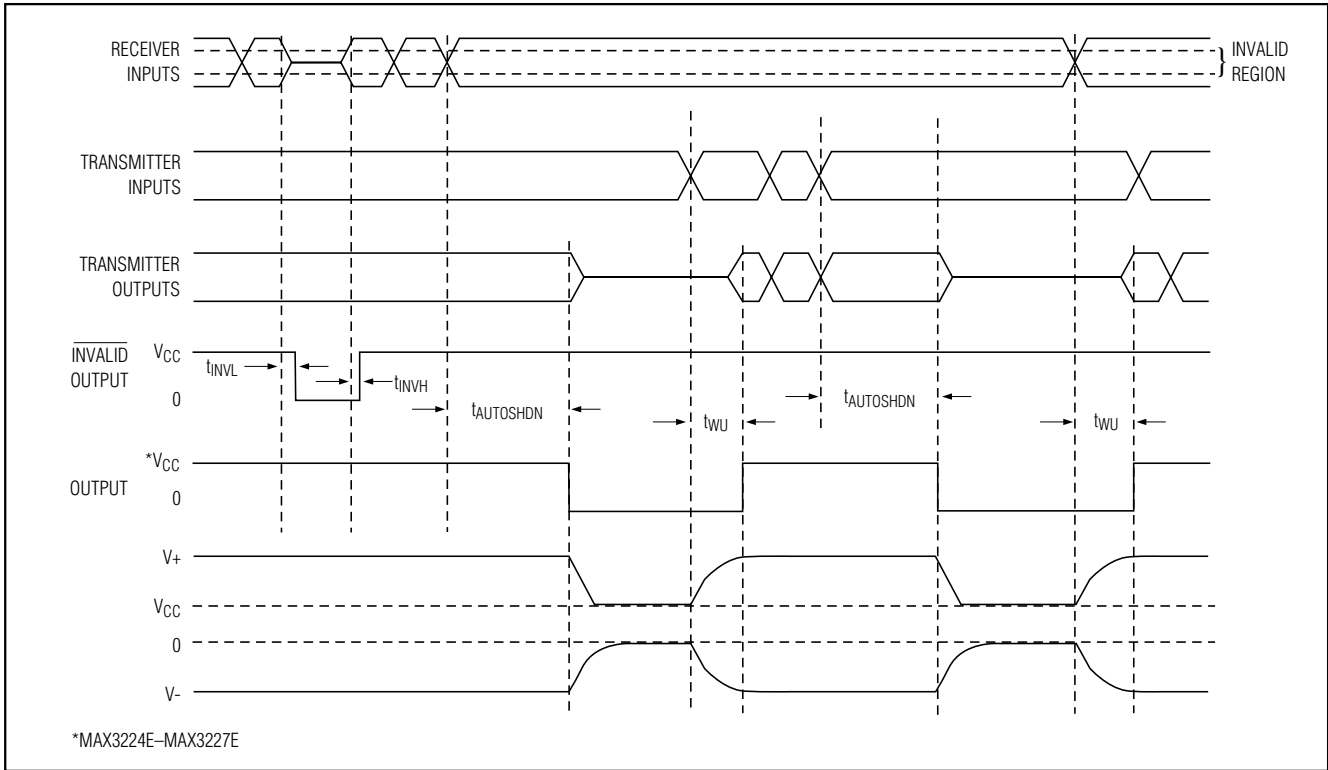 RECEIVER
INPUTS
} INVALID
REGION
TRANSMITTER
INPUTS
TRANSMITTER
OUTPUTS
INVALID
OUTPUT
VCC
0
tINVL
tINVH
tAUTOSHDN
tWU
tAUTOSHDN
tWU
OUTPUT
*VCC
0
V+
VCC
0
V-
*MAX3224E–MAX3227E